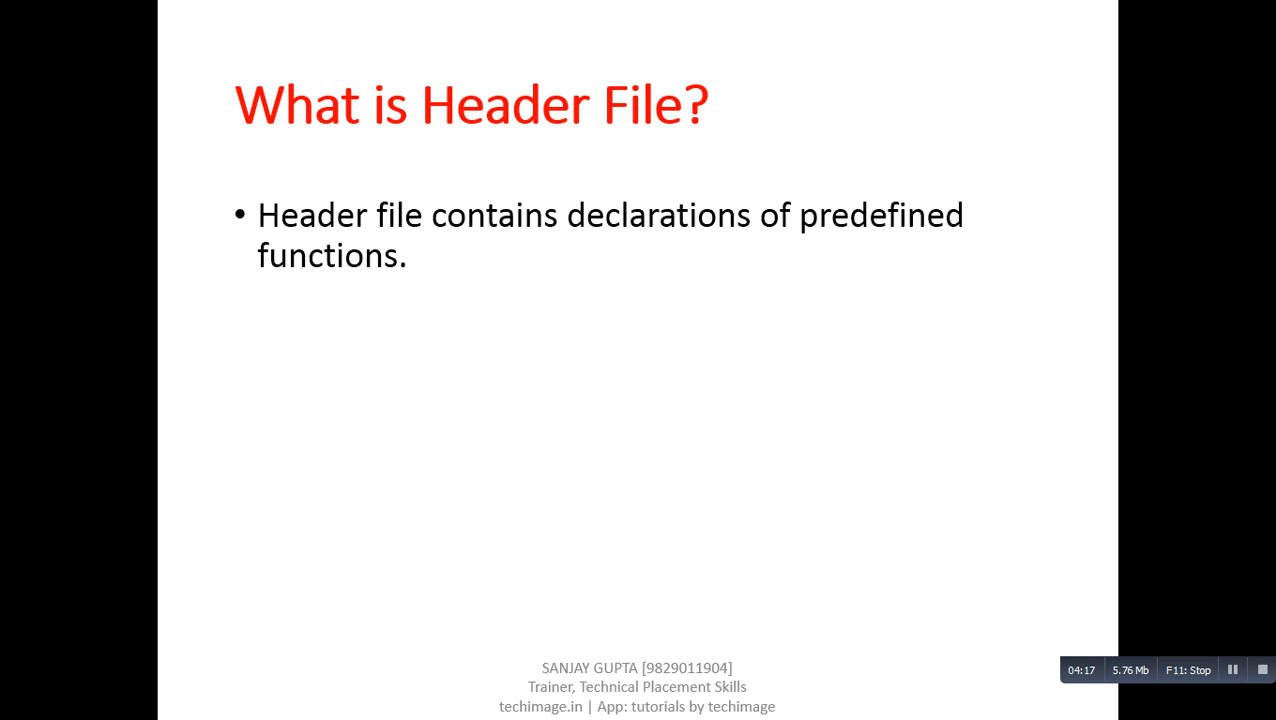 What is Header File?
• Header file contains declarations of predefined
functions.
SANJAY GUPTA [9829011904]
Trainer, Technical Placement Skills
techimage.in | App: tutorials by techimage
04:17 5.76 Mb F11: Stop